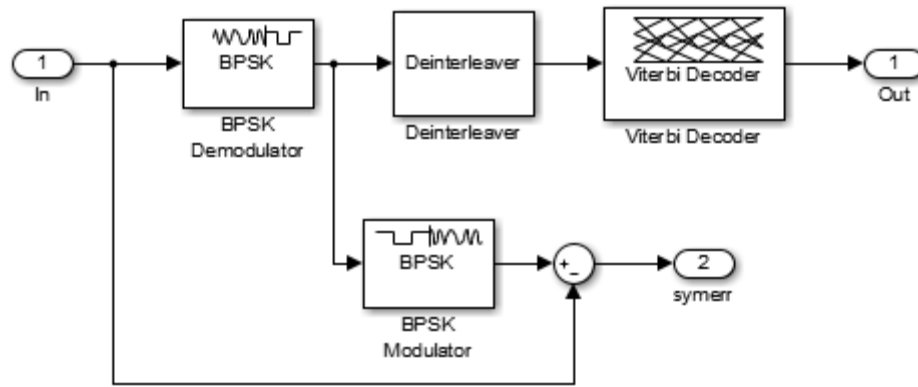 1
In
BPSK
BPSK
Demodulator
Deinterleaver
Deinterleaver
Viterbi Decoder
Viterbi Decoder
1
Out
BPSK
BPSK
Modulator
+
−
2
symerr